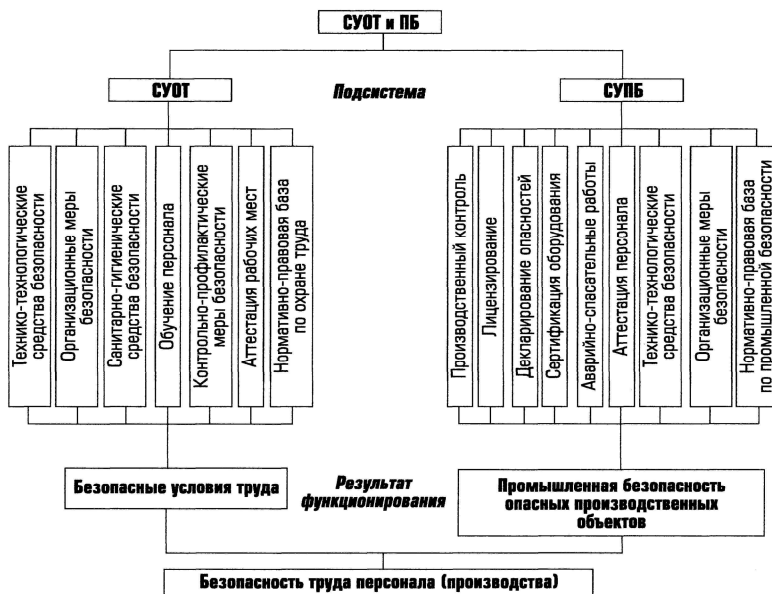 СУОТ и ПБ
СУОТ
Подсистема
СУПБ
Технико-технологические
средства безопасности
Организационные меры
безопасности
Санитарно-гигиенические
средства безопасности
Обучение персонала
Контрольно-профилактические
меры безопасности
Аттестация рабочих мест
Нормативно-правовая база
по охране труда
Производственный контроль
Лицензирование
Декларирование опасностей
Сертификация оборудования
Аварийно-спасательные работы
Аттестация персонала
Технико-технологические
средства безопасности
Организационные меры
безопасности
Нормативно-правовая база
по промышленной безопасности
Безопасные условия труда
Результат
функционирования
Промышленная безопасность
опасных производственных
объектов
Безопасность труда персонала (производства)